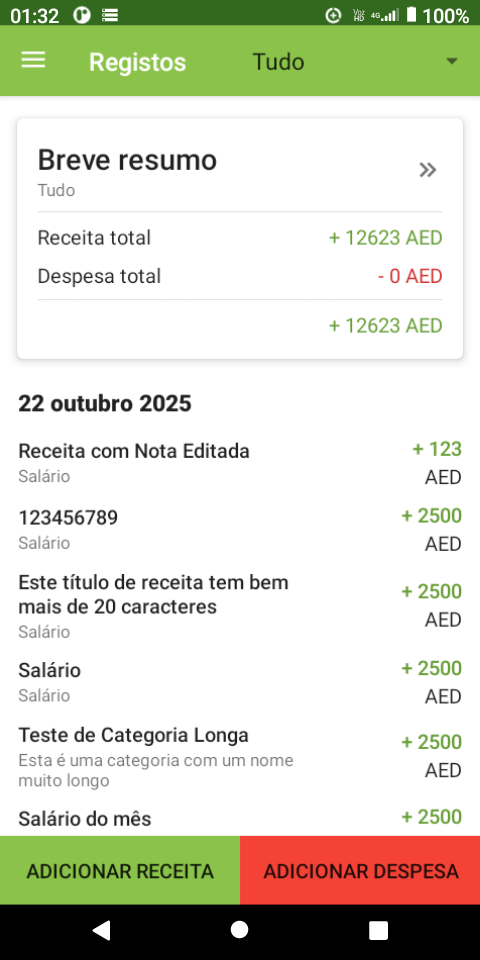 01:32 4G 100%
Registos Tudo
Breve resumo
Tudo
Receita total + 12623 AED
Despesa total - 0 AED
+ 12623 AED
22 outubro 2025
Receita com Nota Editada + 123
Salário AED
123456789 + 2500
Salário AED
Este título de receita tem bem
mais de 20 caracteres + 2500
Salário AED
Salário + 2500
Salário AED
Teste de Categoria Longa + 2500
Esta é uma categoria com um nome
muito longo AED
Salário do mês + 2500
ADICIONAR RECEITA ADICIONAR DESPESA